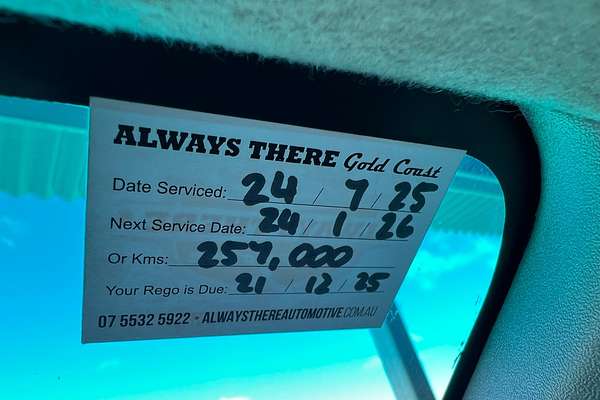 ALWAYS THERE Gold Coast
Date Serviced: 24 / 7 / 25
Next Service Date: 24 / 1 / 26
Or Kms: 257,000
Your Rego is Due: 21 / 12 / 25
07 5532 5922 - ALWAYSTHEREAUTOMOTIVE.COM.AU